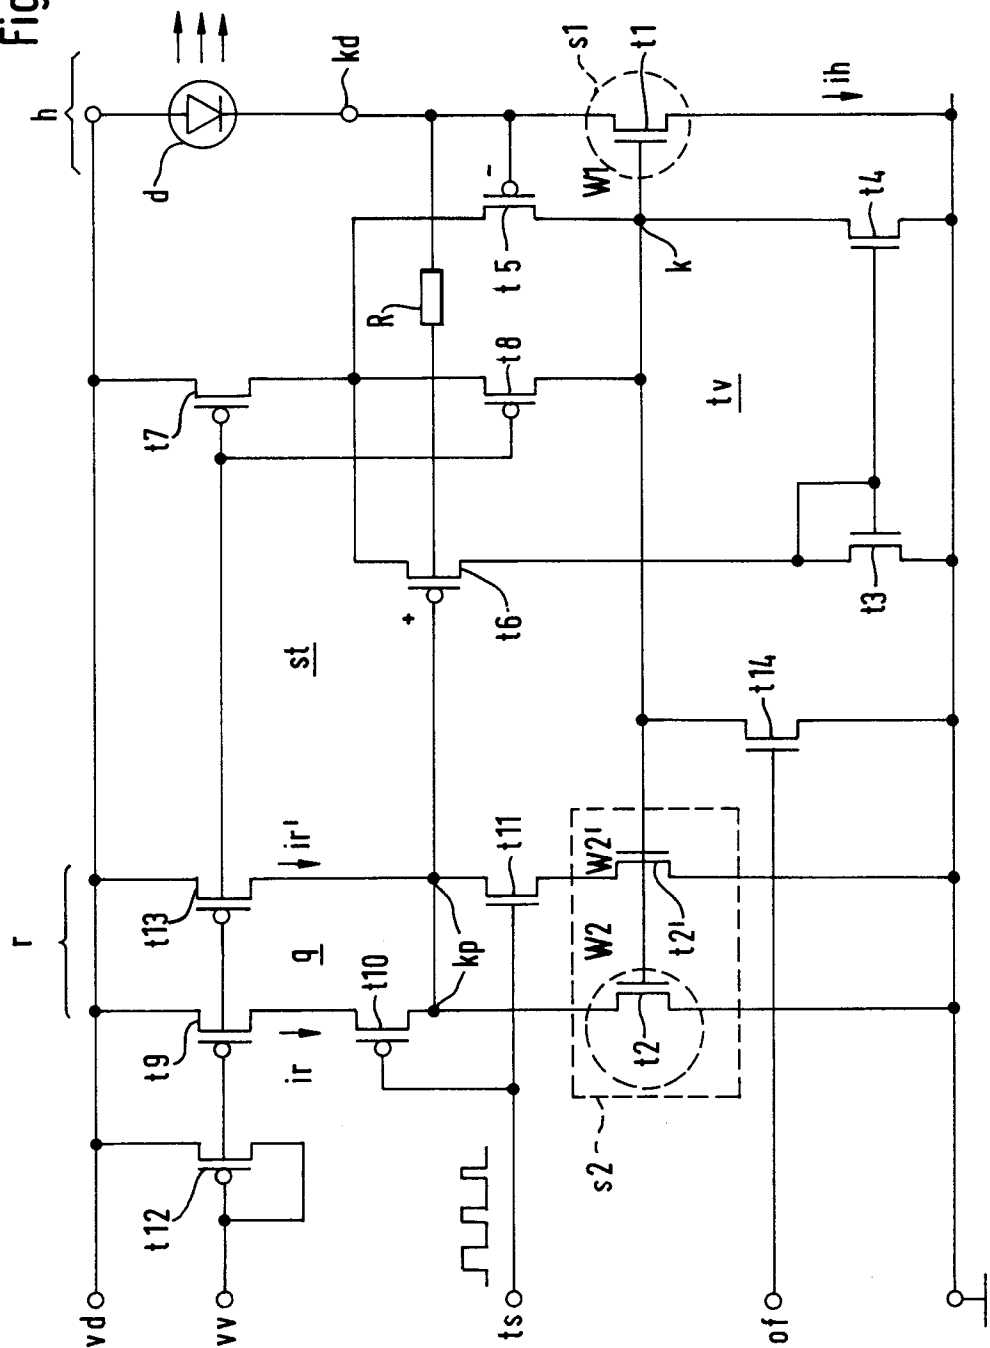 Fig
h
r
vd
vv
ts
of
t12
t9
t13
t7
d
kd
ir
q
ir'
st
t10
kp
t11
t6
+
R
t8
t5
-
s1
t1
W1
k
ih
s2
W2
W2'
t2
t2'
t14
t3
tv
t4